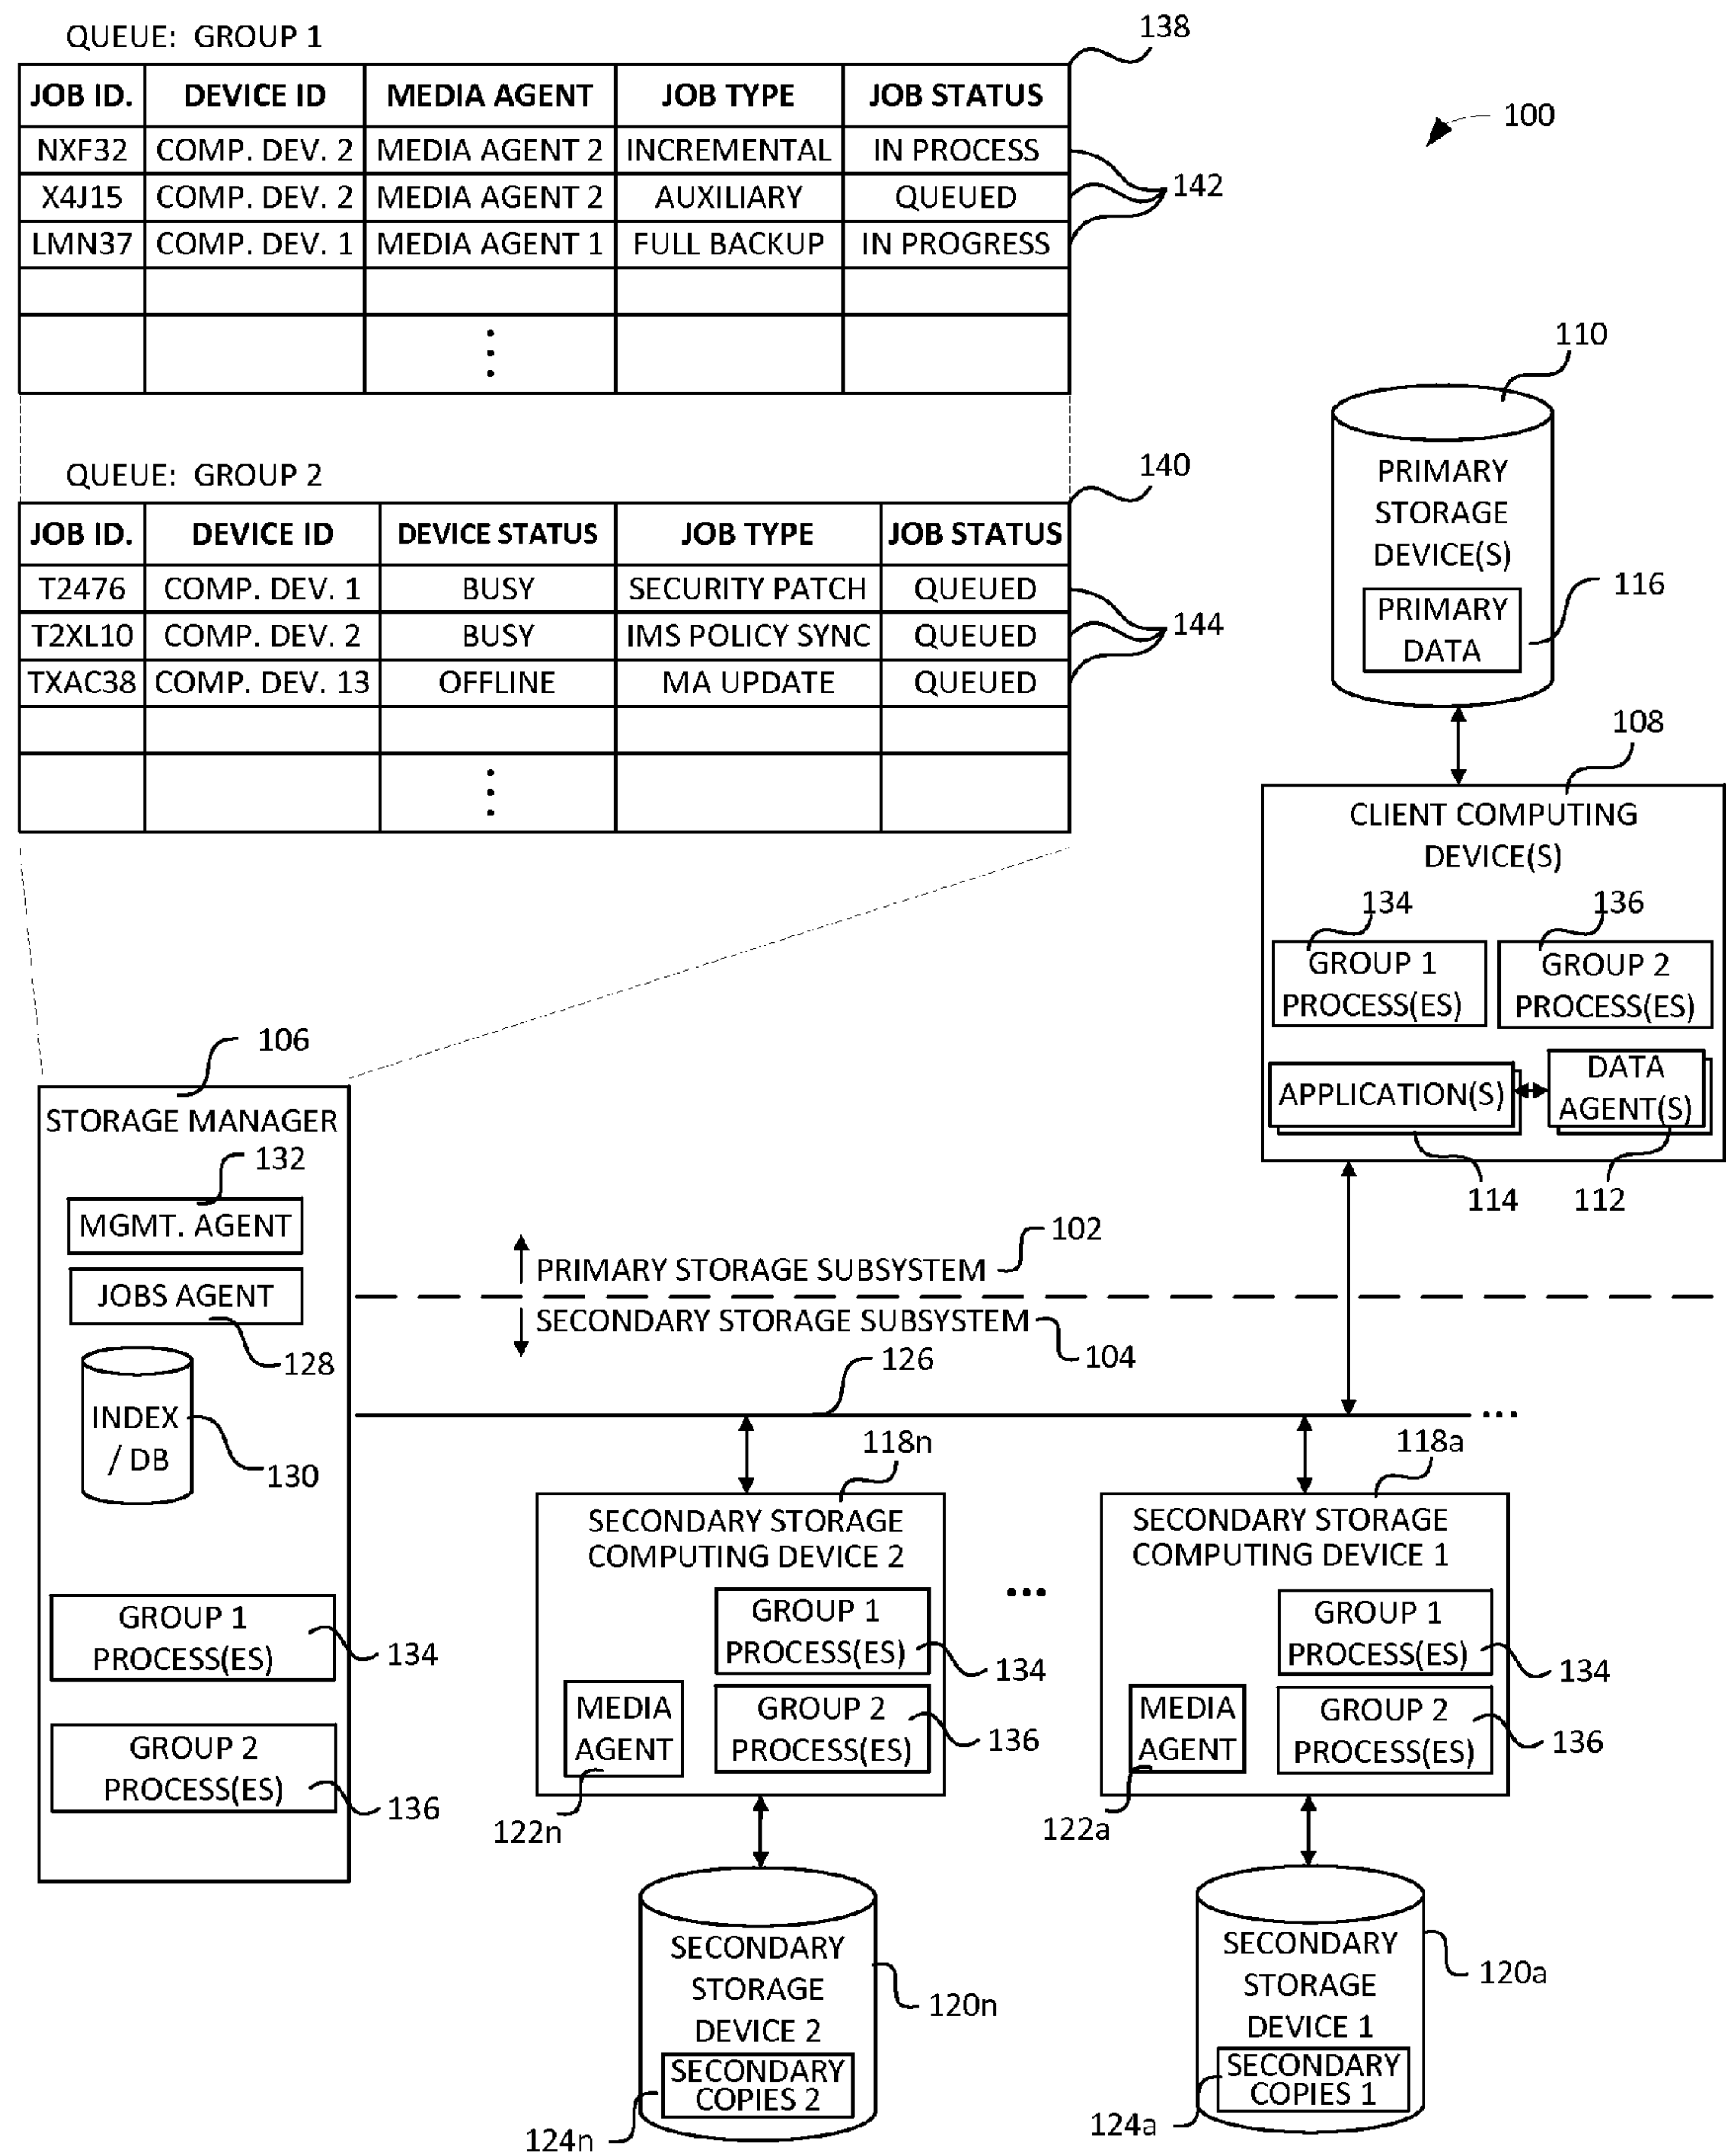 QUEUE: GROUP 1
138
JOB ID. DEVICE ID MEDIA AGENT JOB TYPE JOB STATUS
NXF32 COMP. DEV. 2 MEDIA AGENT 2 INCREMENTAL IN PROCESS
X4J15 COMP. DEV. 2 MEDIA AGENT 2 AUXILIARY QUEUED
LMN37 COMP. DEV. 1 MEDIA AGENT 1 FULL BACKUP IN PROGRESS
142
100
QUEUE: GROUP 2
140
JOB ID. DEVICE ID DEVICE STATUS JOB TYPE JOB STATUS
T2476 COMP. DEV. 1 BUSY SECURITY PATCH QUEUED
T2XL10 COMP. DEV. 2 BUSY IMS POLICY SYNC QUEUED
TXAC38 COMP. DEV. 13 OFFLINE MA UPDATE QUEUED
144
110
PRIMARY
STORAGE
DEVICE(S)
PRIMARY
DATA
116
108
CLIENT COMPUTING
DEVICE(S)
134
136
GROUP 1
PROCESS(ES)
GROUP 2
PROCESS(ES)
APPLICATION(S)
DATA
AGENT(S)
114
112
106
STORAGE MANAGER
132
MGMT. AGENT
JOBS AGENT
128
INDEX
/ DB
130
GROUP 1
PROCESS(ES)
134
GROUP 2
PROCESS(ES)
136
PRIMARY STORAGE SUBSYSTEM
102
SECONDARY STORAGE SUBSYSTEM
104
126
118n
SECONDARY STORAGE
COMPUTING DEVICE 2
GROUP 1
PROCESS(ES)
134
MEDIA
AGENT
GROUP 2
PROCESS(ES)
136
122n
...
118a
SECONDARY STORAGE
COMPUTING DEVICE 1
GROUP 1
PROCESS(ES)
134
MEDIA
AGENT
GROUP 2
PROCESS(ES)
136
122a
...
SECONDARY
STORAGE
DEVICE 2
120n
SECONDARY
COPIES 2
124n
SECONDARY
STORAGE
DEVICE 1
120a
SECONDARY
COPIES 1
124a